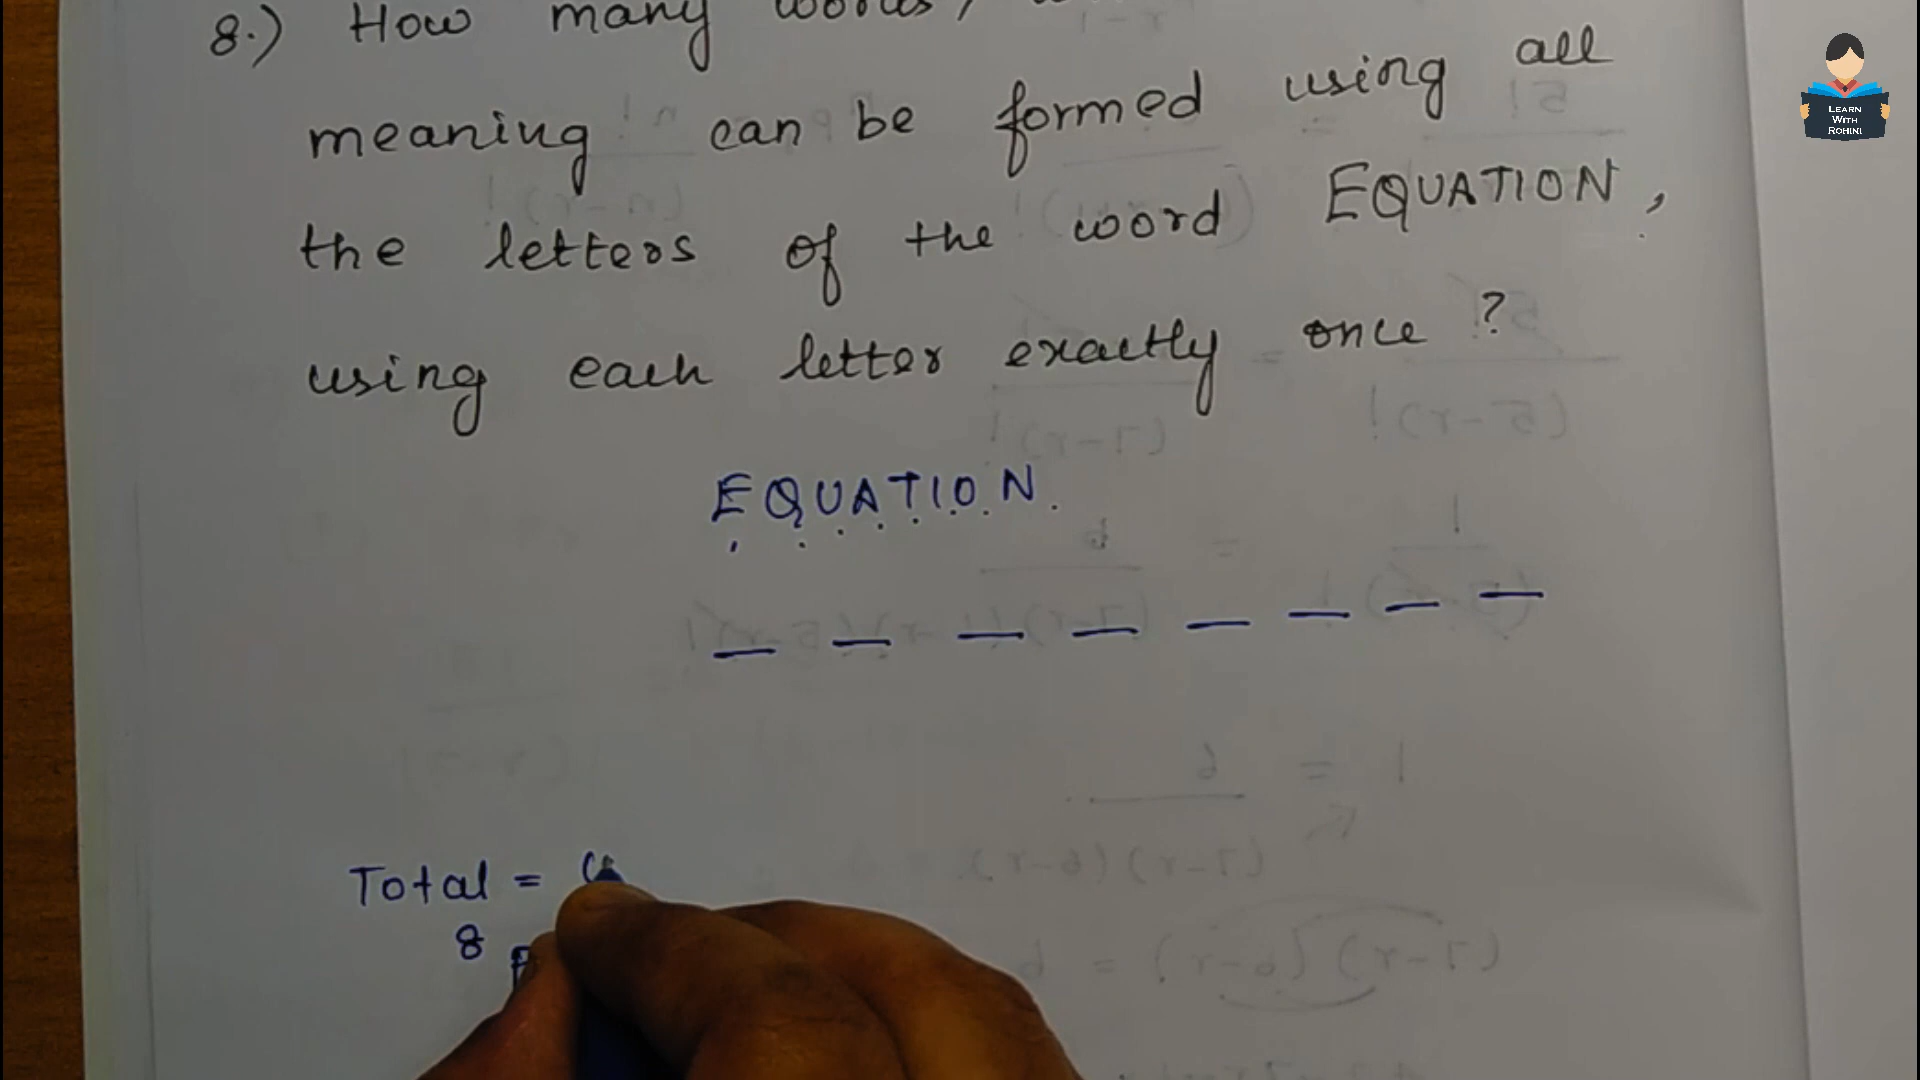 8.) How many words,
meaning can be formed using all
the letters of the word EQUATION,
using each letter exactly once ?
EQUATION.
Total =
8 P
LEARN
WITH
ROHINI